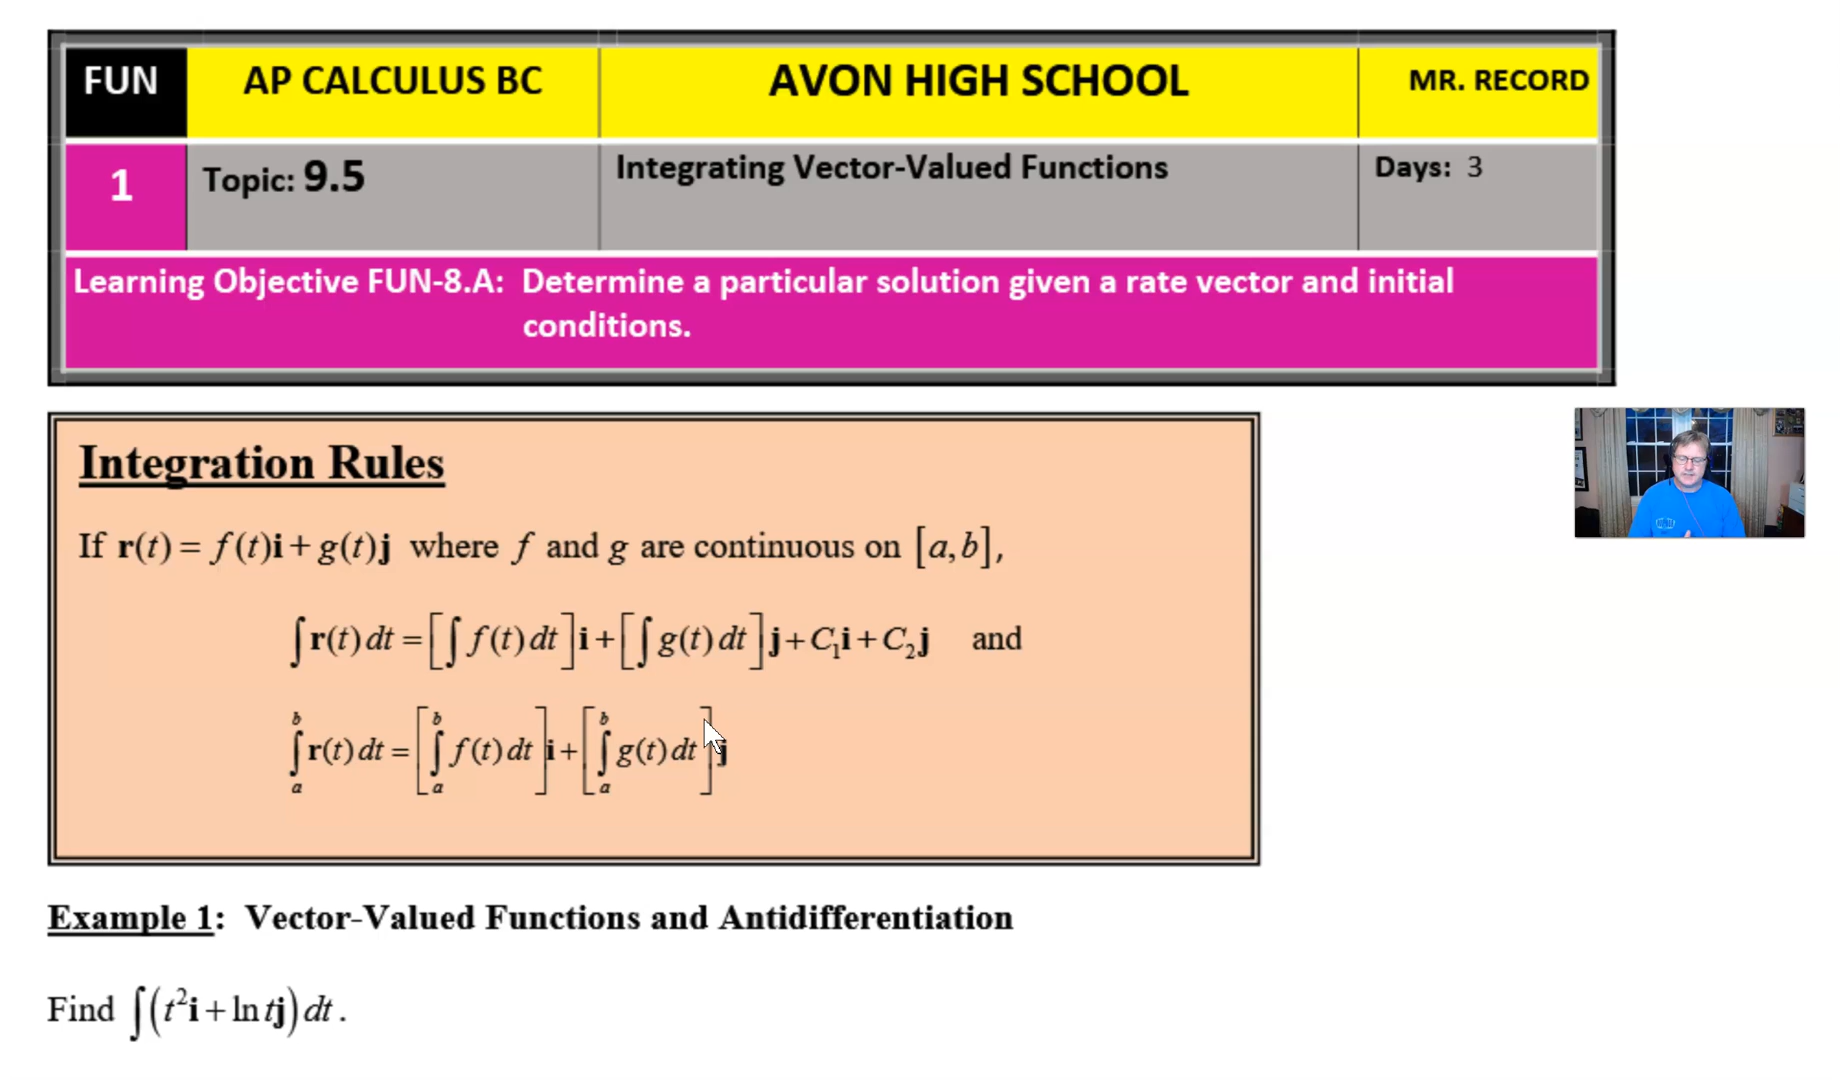 FUN AP CALCULUS BC AVON HIGH SCHOOL MR. RECORD
1 Topic: 9.5 Integrating Vector-Valued Functions Days: 3
Learning Objective FUN-8.A: Determine a particular solution given a rate vector and initial
conditions.
Integration Rules
If r(t) = f(t)i + g(t)j where f and g are continuous on [a,b],
∫r(t) dt = [∫ f(t) dt]i + [∫ g(t) dt]j + C₁i + C₂j and
∫ₐᵇ r(t) dt = [∫ₐᵇ f(t) dt]i + [∫ₐᵇ g(t) dt]j
Example 1: Vector-Valued Functions and Antidifferentiation
Find ∫(t²i + ln tj) dt.